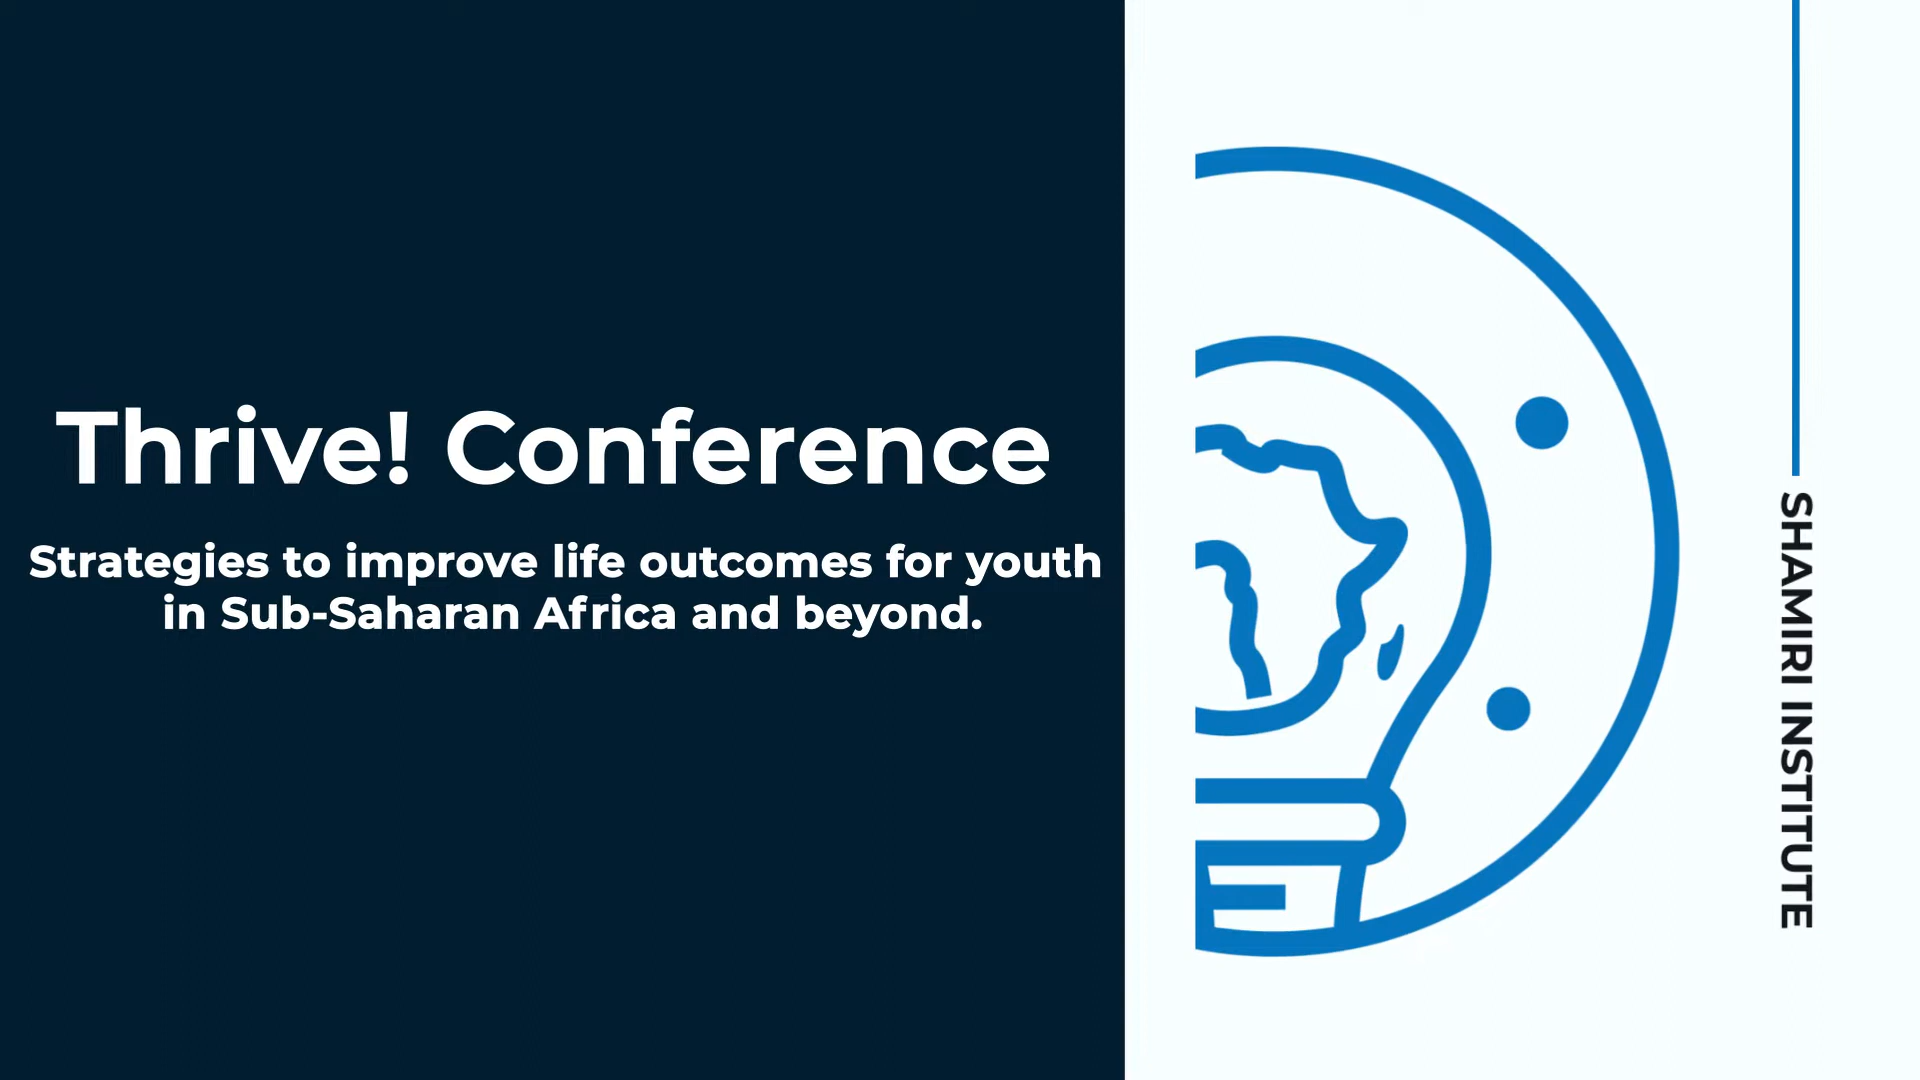 Thrive! Conference
Strategies to improve life outcomes for youth
in Sub-Saharan Africa and beyond.
SHAMIRI INSTITUTE